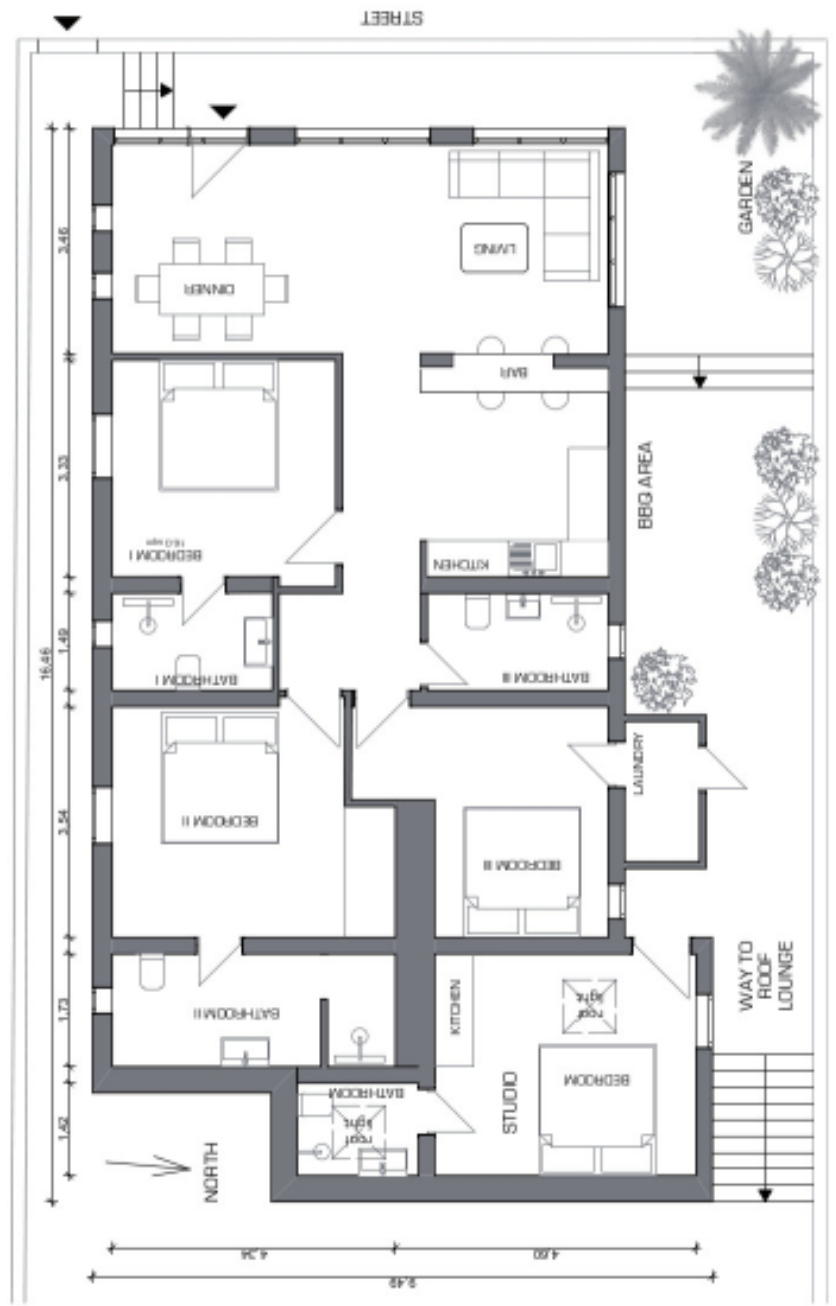 STREET
GARDEN
3,46
LIVING
DINNER
BAR
BBQ AREA
3,33
BEDROOM I
KITCHEN
16,46
1,49
BATHROOM I
BATHROOM III
LAUNDRY
3,54
BEDROOM II
BEDROOM III
WAY TO
ROOF
LOUNGE
1,73
BATHROOM II
KITCHEN
roof
light
STUDIO
BEDROOM
BATHROOM
roof
light
1,42
NORTH
4,34
4,60
9,49